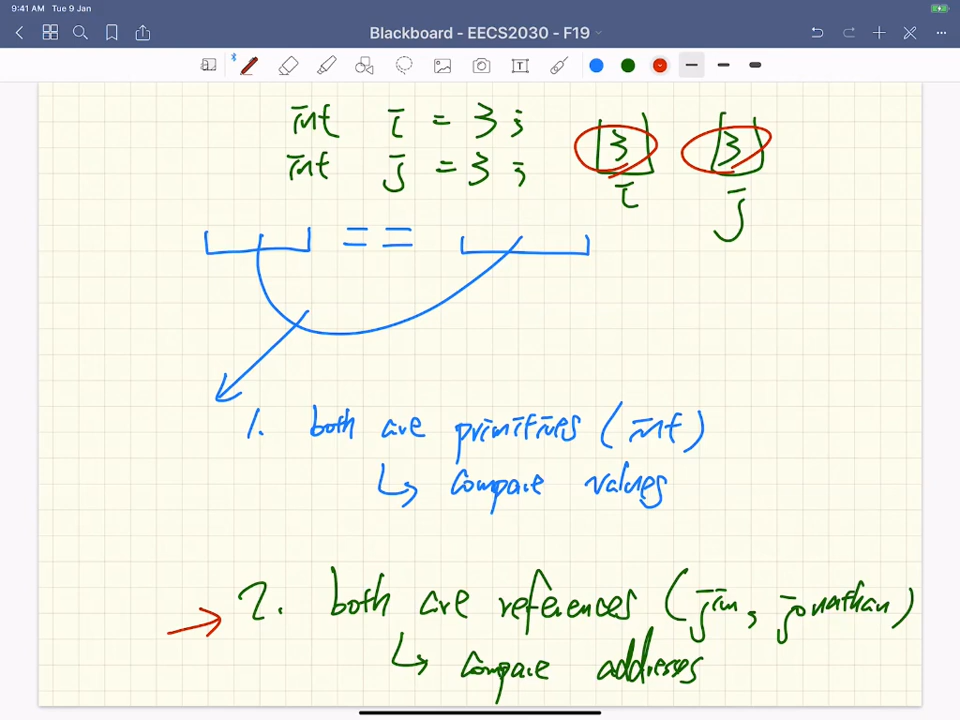 9:41 AM Tue 9 Jan
Blackboard - EECS2030 - F19
int i = 3;
int j = 3;
3 3
i j
==
1. both are primitives (int)
↳ compare values
2. both are references (jim, jonathan)
↳ compare addresses